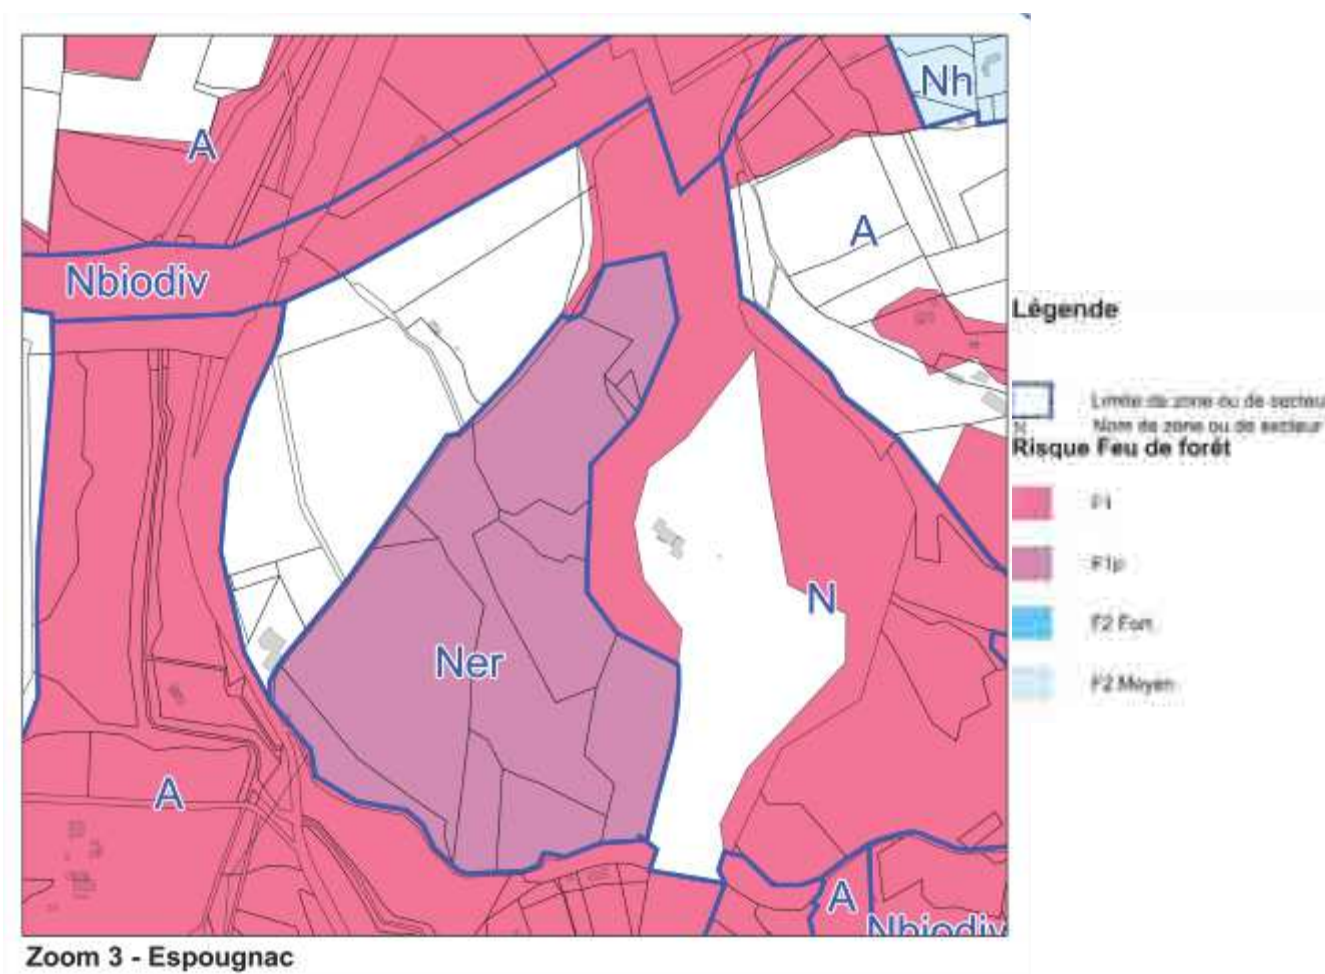 Nh
A
A
Nbiodiv
Légende
Limite de zone ou de secteur
N
Nom de zone ou de secteur
Risque Feu de forêt
F1
F1p
N
F2 Fort
Ner
F2 Moyen
A
A
Nbiodiv
Zoom 3 - Espougnac